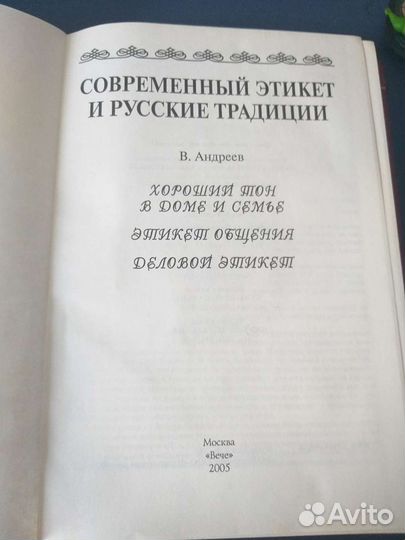 СОВРЕМЕННЫЙ ЭТИКЕТ
И РУССКИЕ ТРАДИЦИИ
В. Андреев
ХОРОШИЙ ТОН
В ДОМЕ И СЕМЬЕ
ЭТИКЕТ ОБЩЕНИЯ
ДЕЛОВОЙ ЭТИКЕТ
Москва
«Вече»
2005
Avito